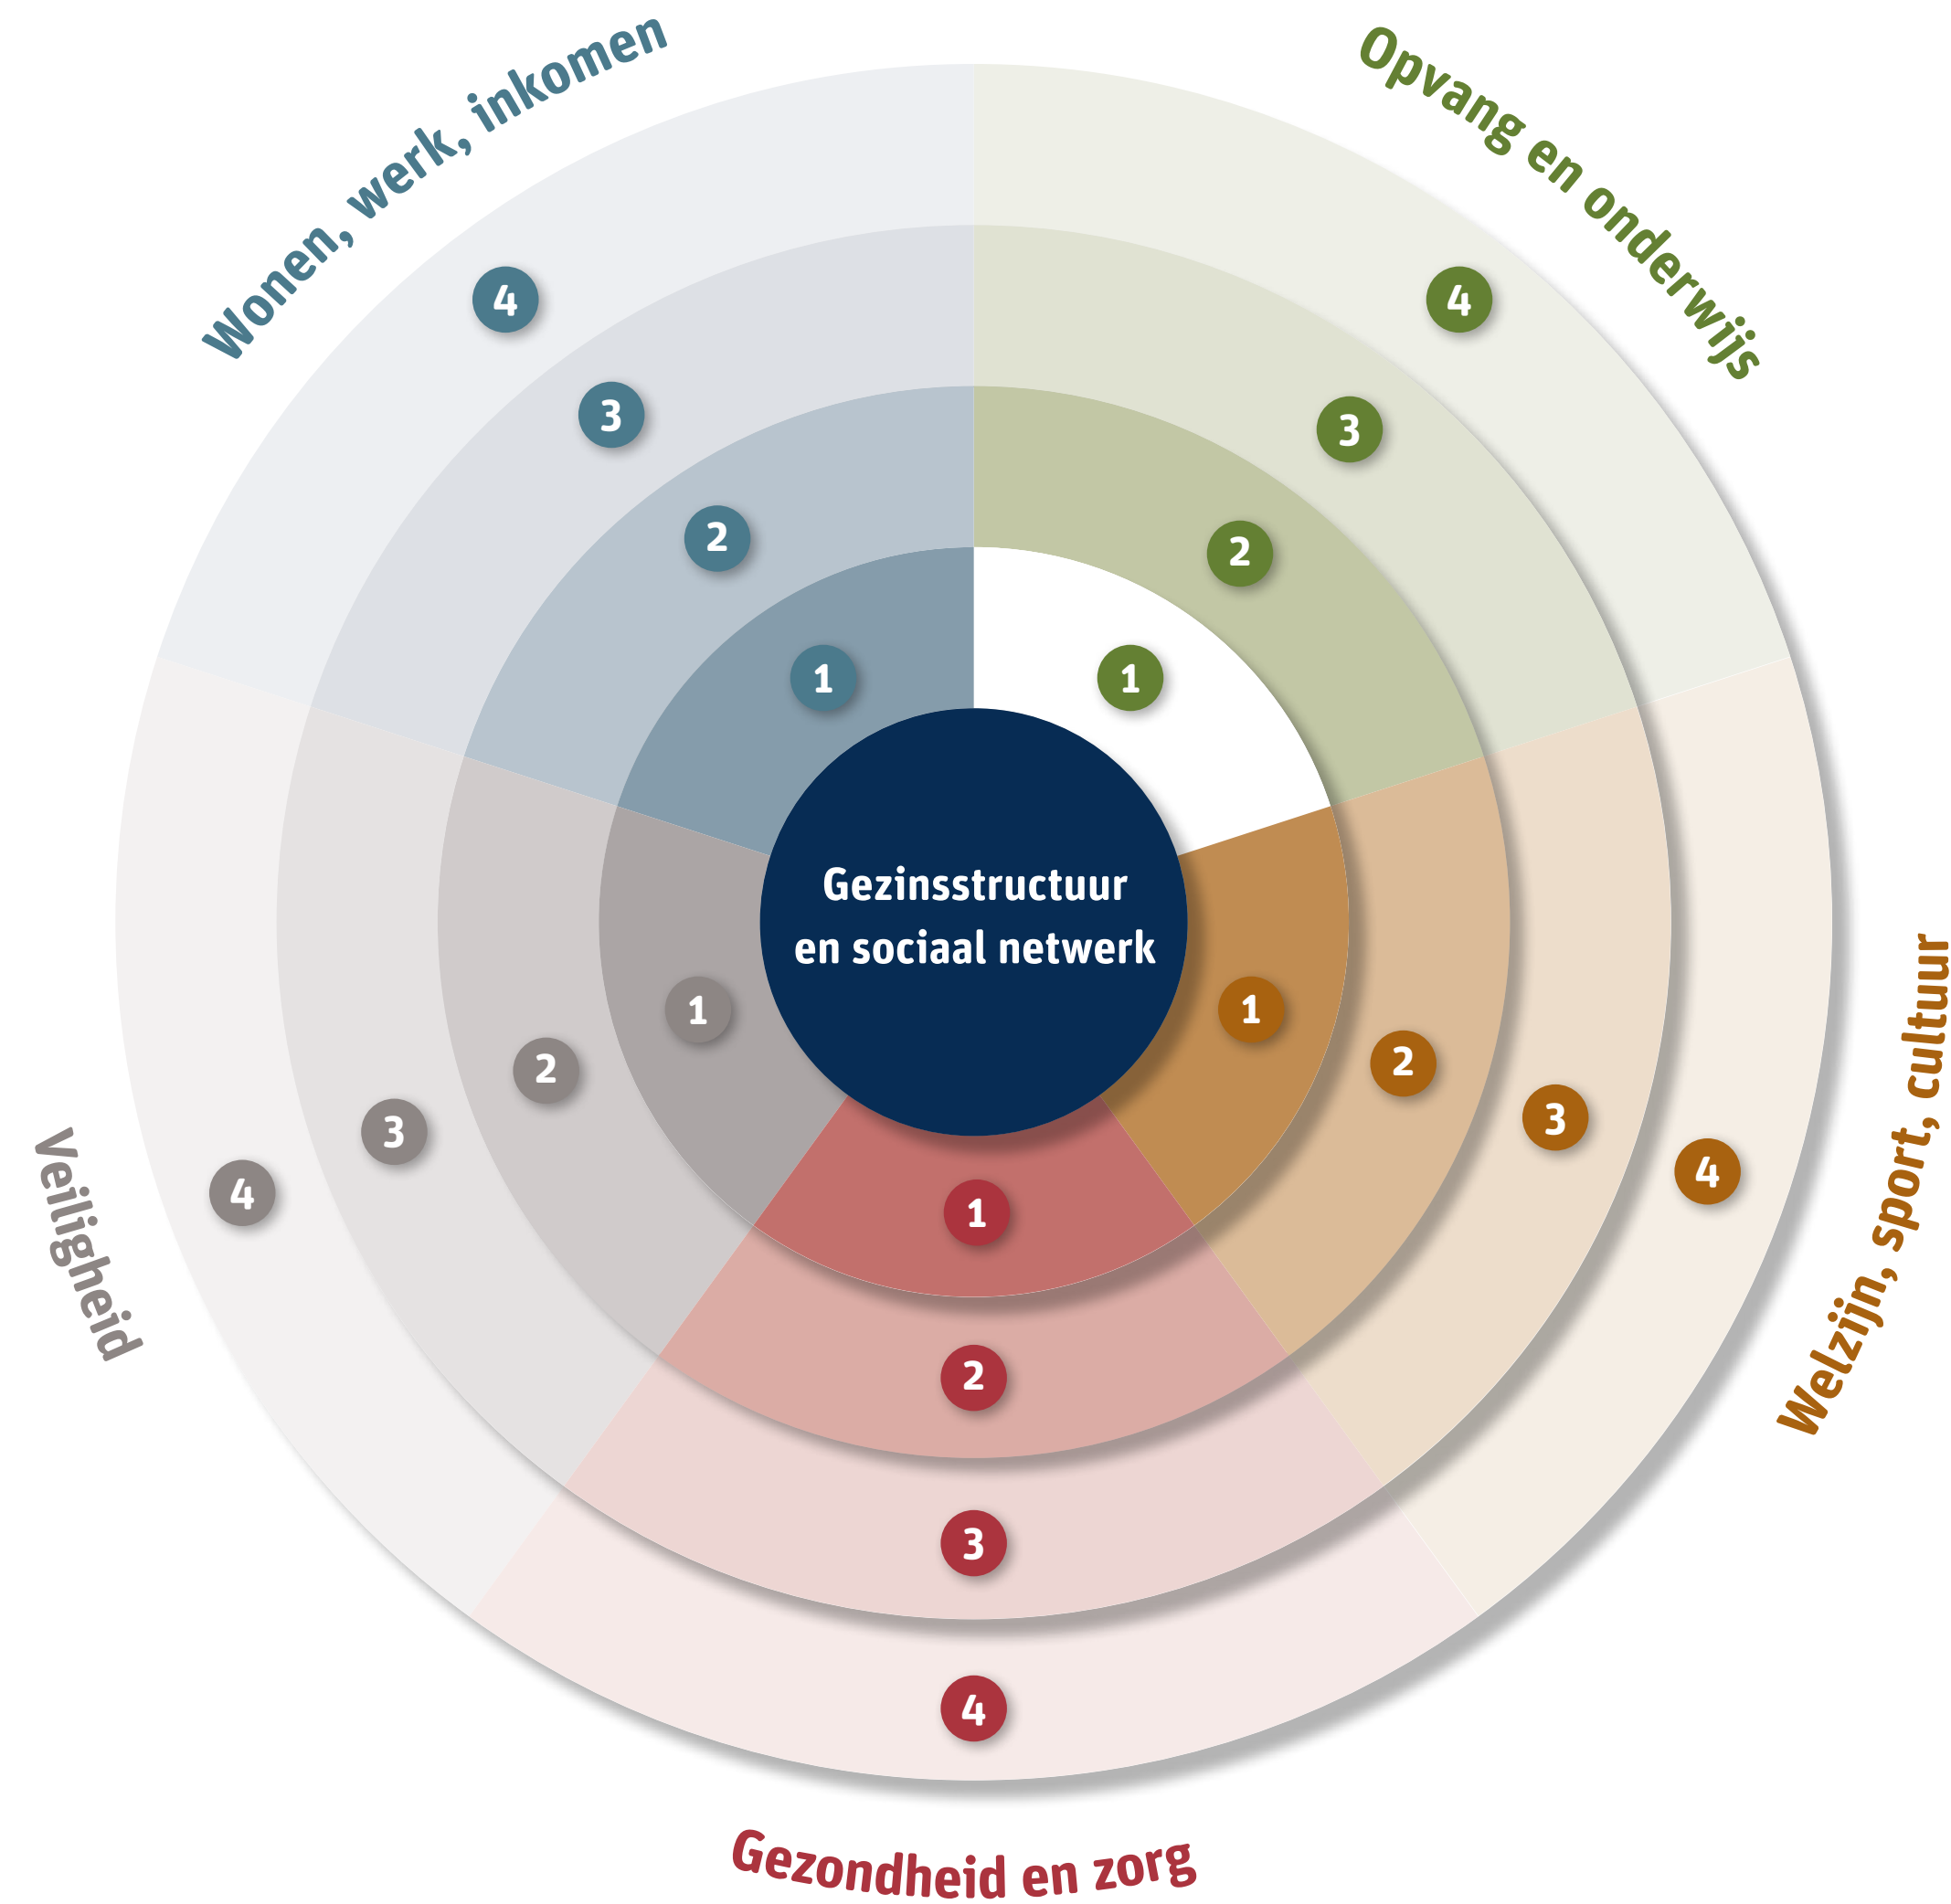 Wonen, werk, inkomen
Opvang en onderwijs
4
4
3
3
2
2
1
1
Gezinsstructuur
en sociaal netwerk
1
1
2
2
3
3
4
4
Veiligheid
Welzijn, sport, cultuur
1
2
3
4
Gezondheid en zorg